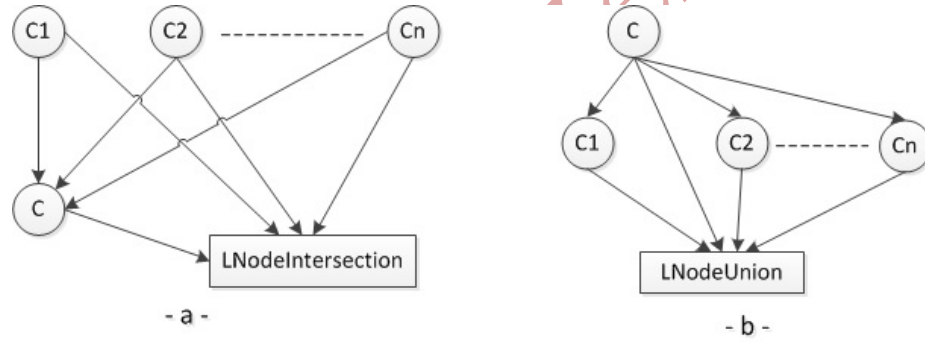 C1 C2 Cn
C
LNodeIntersection
- a -
C
C1 C2 Cn
LNodeUnion
- b -